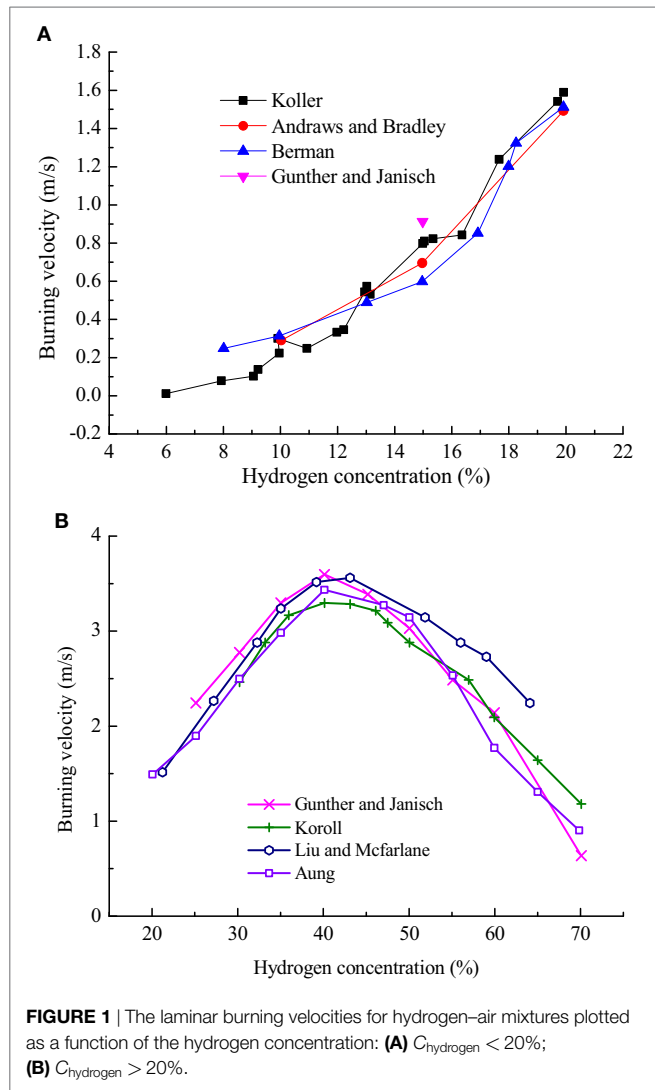 A
1.8
1.6
1.4
1.2
1.0
0.8
0.6
0.4
0.2
0.0
-0.2
Burning velocity (m/s)
Koller
Andraws and Bradley
Berman
Gunther and Janisch
4 6 8 10 12 14 16 18 20 22
Hydrogen concentration (%)
B
4
3
2
1
0
Burning velocity (m/s)
Gunther and Janisch
Koroll
Liu and Mcfarlane
Aung
20 30 40 50 60 70
Hydrogen concentration (%)
FIGURE 1 | The laminar burning velocities for hydrogen–air mixtures plotted
as a function of the hydrogen concentration: (A) Chydrogen < 20%;
(B) Chydrogen > 20%.